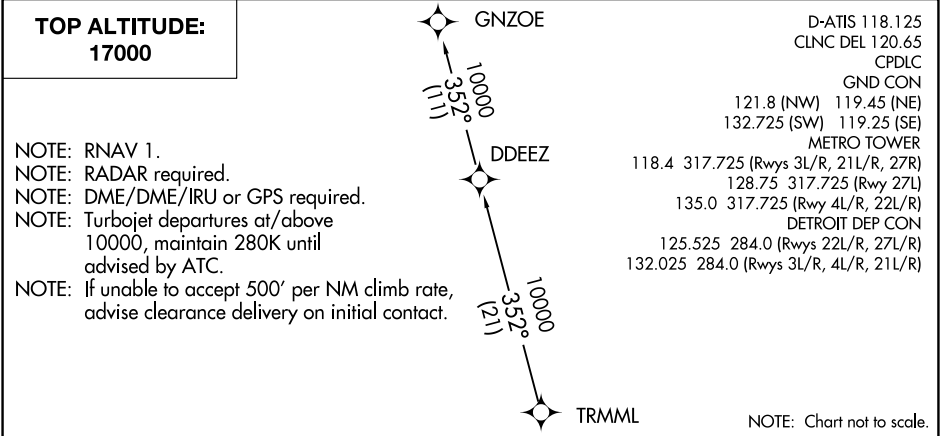 TOP ALTITUDE:
17000
GNZOE
10000
352°
(11)
DDEEZ
10000
352°
(21)
TRMML
NOTE: RNAV 1.
NOTE: RADAR required.
NOTE: DME/DME/IRU or GPS required.
NOTE: Turbojet departures at/above
10000, maintain 280K until
advised by ATC.
NOTE: If unable to accept 500' per NM climb rate,
advise clearance delivery on initial contact.
D-ATIS 118.125
CLNC DEL 120.65
CPDLC
GND CON
121.8 (NW) 119.45 (NE)
132.725 (SW) 119.25 (SE)
METRO TOWER
118.4 317.725 (Rwys 3L/R, 21L/R, 27R)
128.75 317.725 (Rwy 27L)
135.0 317.725 (Rwy 4L/R, 22L/R)
DETROIT DEP CON
125.525 284.0 (Rwys 22L/R, 27L/R)
132.025 284.0 (Rwys 3L/R, 4L/R, 21L/R)
NOTE: Chart not to scale.